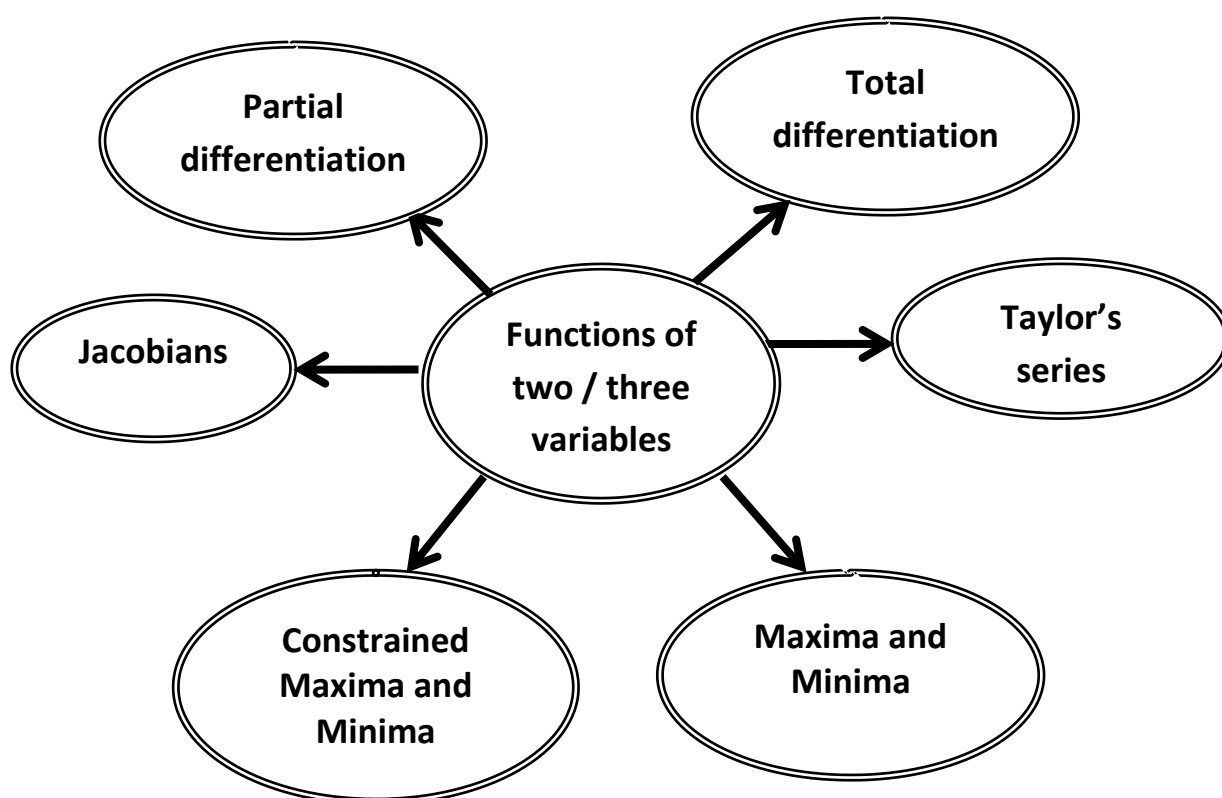 Partial
differentiation
Total
differentiation
Jacobians
Functions of
two / three
variables
Taylor’s
series
Constrained
Maxima and
Minima
Maxima and
Minima